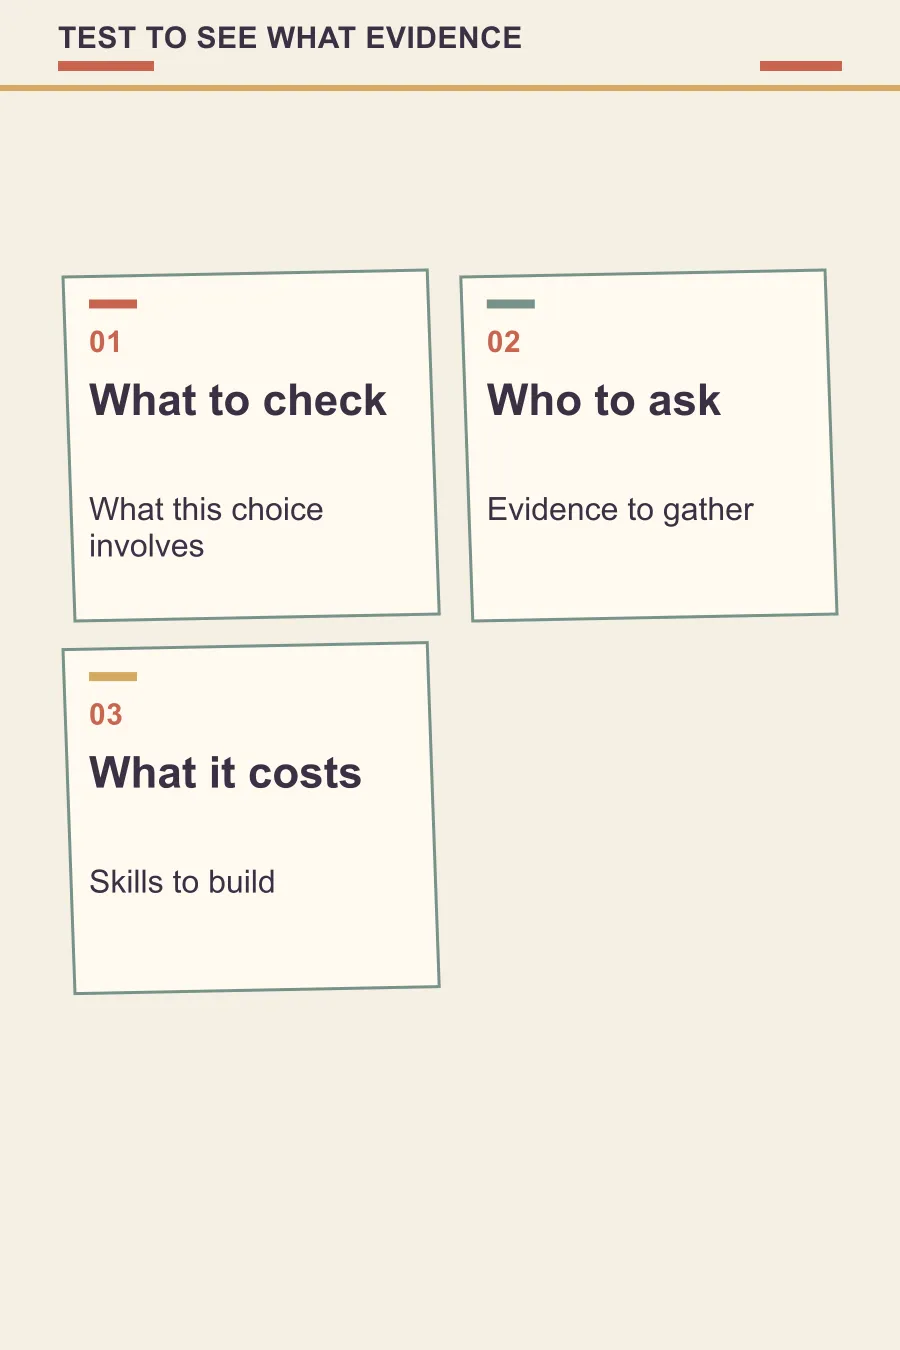 TEST TO SEE WHAT EVIDENCE
01
What to check
What this choice
involves
02
Who to ask
Evidence to gather
03
What it costs
Skills to build